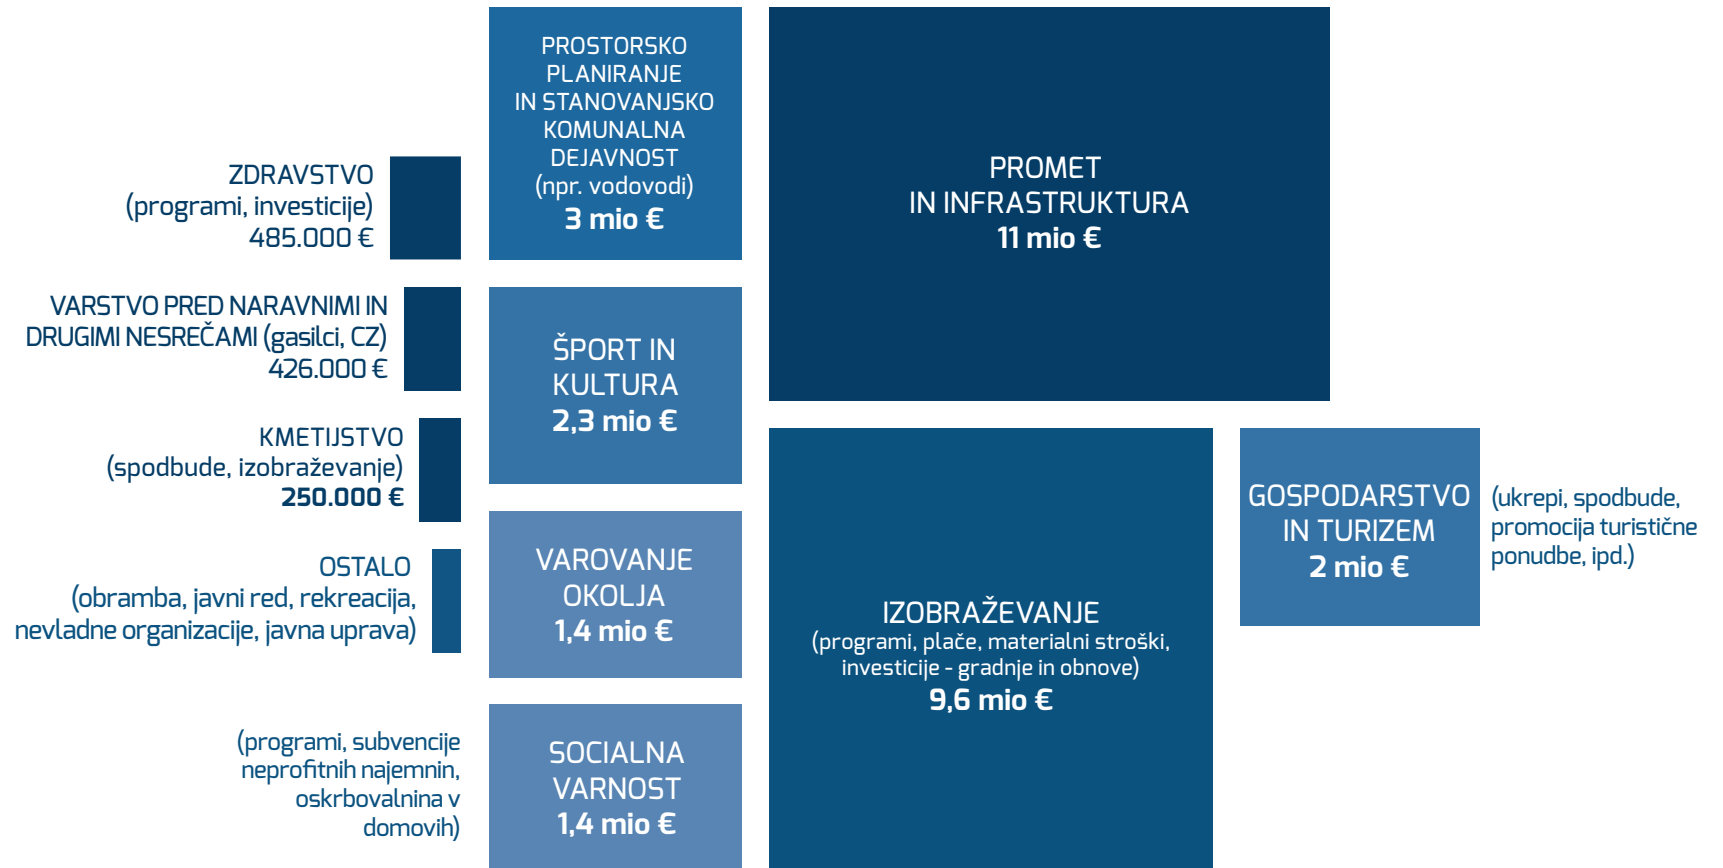 ZDRAVSTVO
(programi, investicije)
485.000 €
VARSTVO PRED NARAVNIMI IN
DRUGIMI NESREČAMI (gasilci, CZ)
426.000 €
KMETIJSTVO
(spodbude, izobraževanje)
250.000 €
OSTALO
(obramba, javni red, rekreacija,
nevladne organizacije, javna uprava)
(programi, subvencije
neprofitnih najemnin,
oskrbovalnina v
domovih)
PROSTORSKO
PLANIRANJE
IN STANOVANJSKO
KOMUNALNA
DEJAVNOST
(npr. vodovodi)
3 mio €
ŠPORT IN
KULTURA
2,3 mio €
VAROVANJE
OKOLJA
1,4 mio €
SOCIALNA
VARNOST
1,4 mio €
PROMET
IN INFRASTRUKTURA
11 mio €
IZOBRAŽEVANJE
(programi, plače, materialni stroški,
investicije - gradnje in obnove)
9,6 mio €
GOSPODARSTVO
IN TURIZEM
2 mio €
(ukrepi, spodbude,
promocija turistične
ponudbe, ipd.)